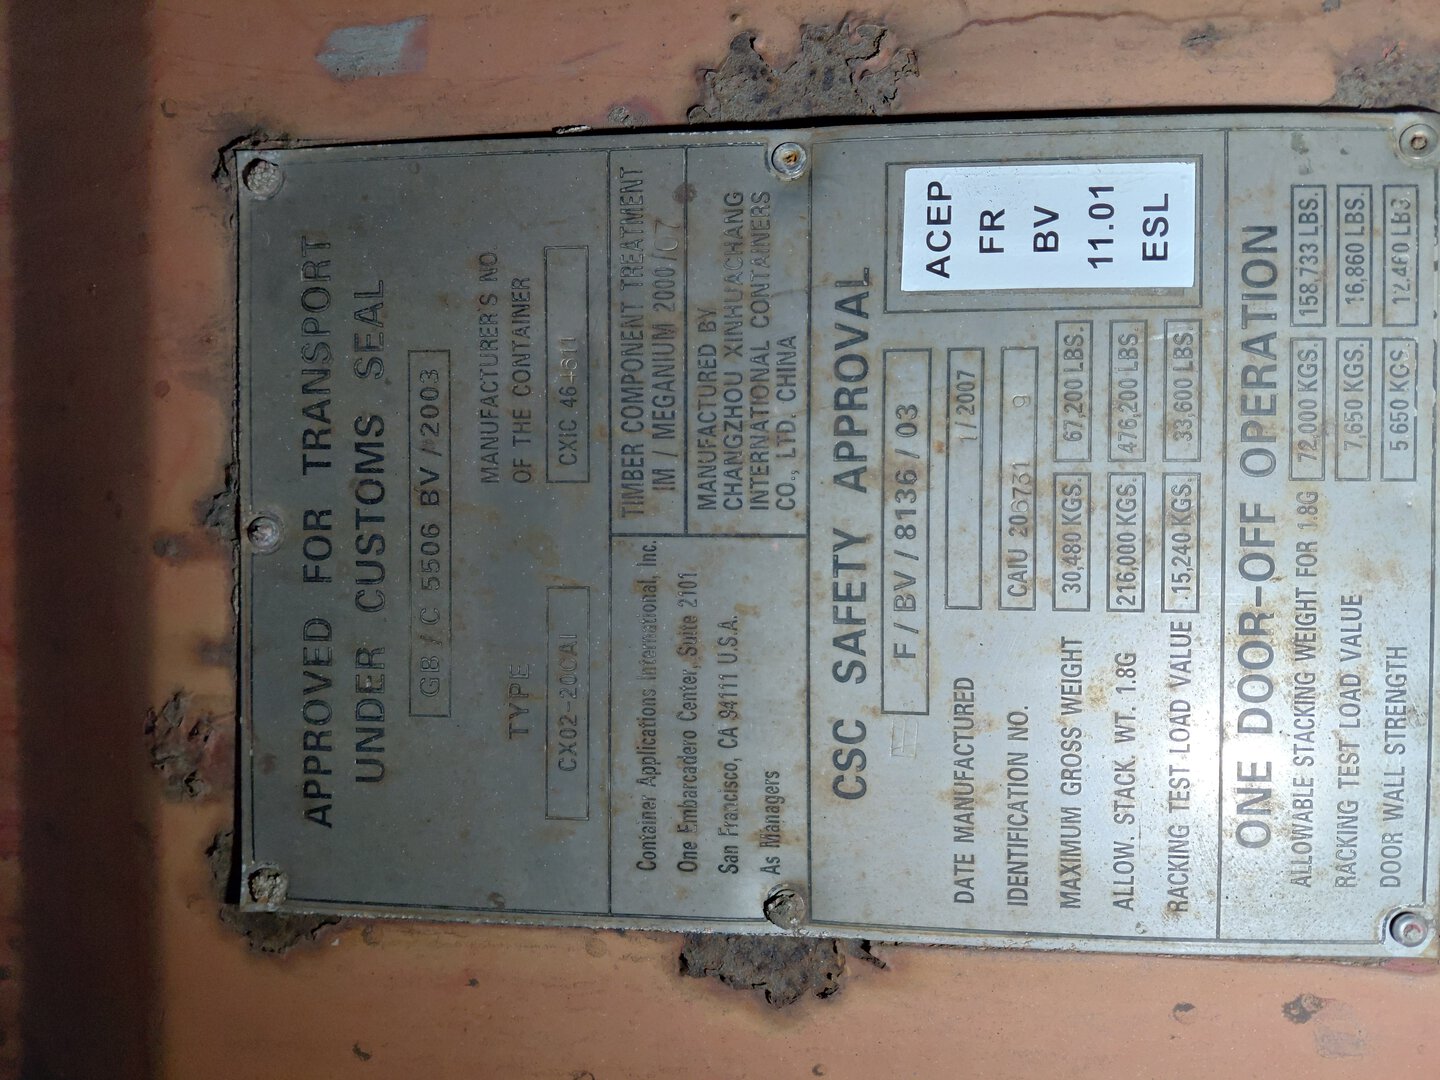 APPROVED FOR TRANSPORT
UNDER CUSTOMS SEAL
GB / C 5506 BV / 2003
TYPE
CX02-20CAI
MANUFACTURER'S NO.
OF THE CONTAINER
CXIC 464611
Container Applications International, Inc.
One Embarcadero Center, Suite 2101
San Francisco, CA 94111 U.S.A.
As Managers
TIMBER COMPONENT TREATMENT
IM / MEGANIUM 2000 / 07
MANUFACTURED BY
CHANGZHOU XINHUACHANG
INTERNATIONAL CONTAINERS
CO., LTD. CHINA
CSC SAFETY APPROVAL
F / BV / 8136 / 03
DATE MANUFACTURED 1 / 2007
IDENTIFICATION NO. CAIU 206731 9
MAXIMUM GROSS WEIGHT 30,480 KGS. 67,200 LBS.
ALLOW. STACK. WT. 1.8G 216,000 KGS. 476,200 LBS.
RACKING TEST LOAD VALUE 15,240 KGS. 33,600 LBS.
ACEP
FR
BV
11.01
ESL
ONE DOOR-OFF OPERATION
ALLOWABLE STACKING WEIGHT FOR 1.8G 72,000 KGS. 158,733 LBS.
RACKING TEST LOAD VALUE 7,650 KGS. 16,860 LBS.
DOOR WALL STRENGTH 5 650 KGS. 12,460 LBS